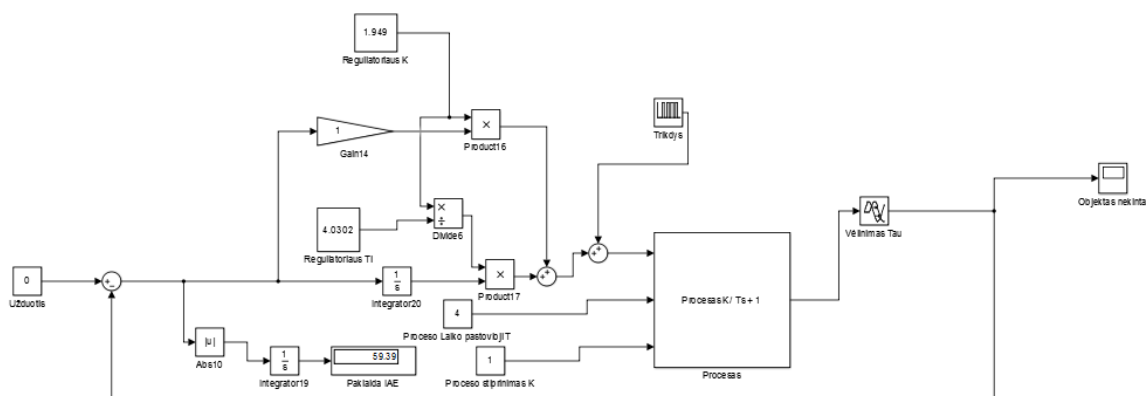 1.949
Reguliatoriaus K
1
Gain14
×
Product16
Trikdys
Objektas nekinta
×
÷
Divide6
4.0302
Reguliatoriaus TI
Vėlinimas Tau
0
Užduotis
+
−
1
s
Integrator20
×
Product17
+
+
+
+
ProcesasK/ Ts + 1
Procesas
4
Proceso Laiko pastovioji T
1
Proceso stiprinimas K
|u|
Abs10
1
s
Integrator19
59.39
Paklaida IAE